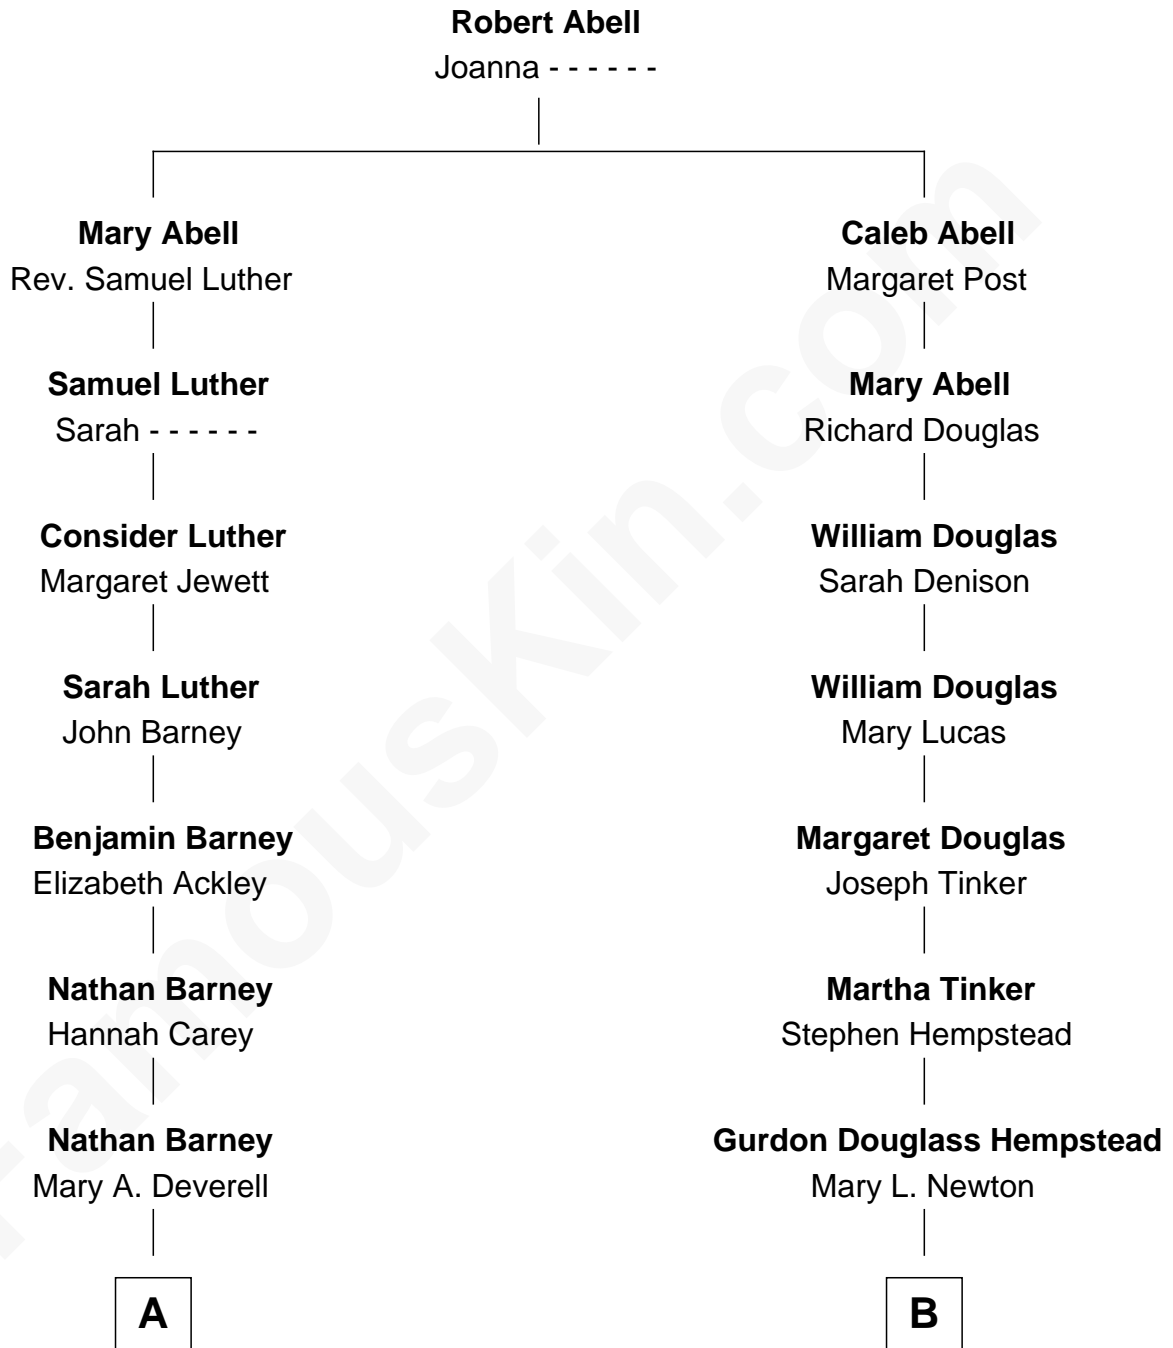 Robert Abell
Joanna - - - - - -
Mary Abell
Rev. Samuel Luther
Caleb Abell
Margaret Post
Samuel Luther
Sarah - - - - - -
Mary Abell
Richard Douglas
Consider Luther
Margaret Jewett
William Douglas
Sarah Denison
Sarah Luther
John Barney
William Douglas
Mary Lucas
Benjamin Barney
Elizabeth Ackley
Margaret Douglas
Joseph Tinker
Nathan Barney
Hannah Carey
Martha Tinker
Stephen Hempstead
Nathan Barney
Mary A. Deverell
Gurdon Douglass Hempstead
Mary L. Newton
A
B
FamousKin.com